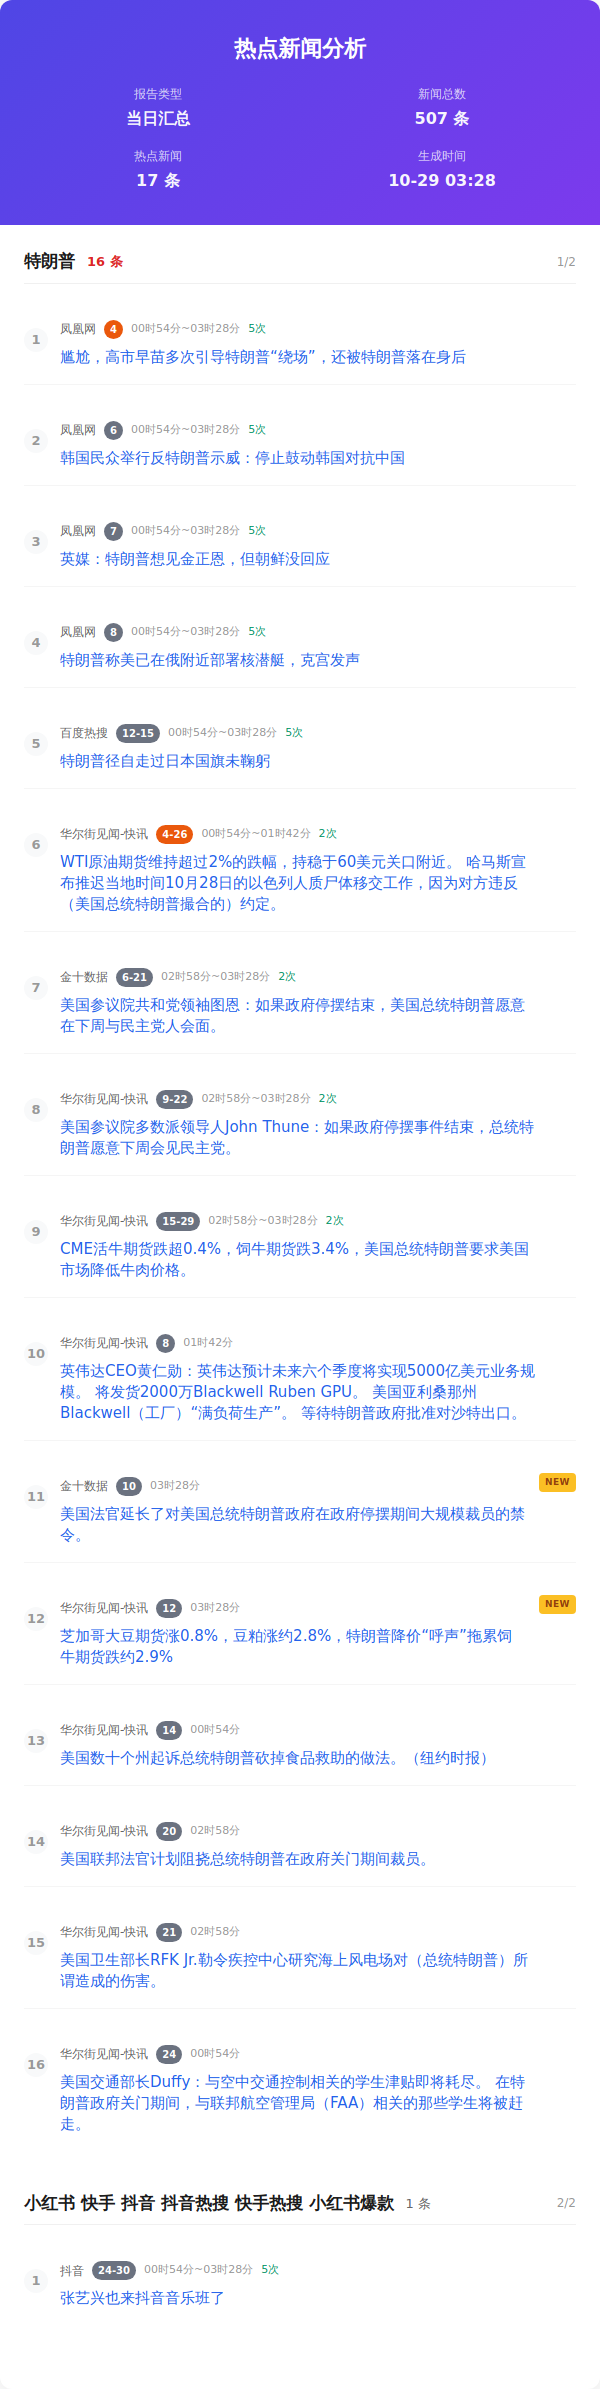 热点新闻分析
报告类型
新闻总数
当日汇总
507 条
热点新闻
生成时间
17 条
10-29 03:28
特朗普 16 条 1/2
1 凤凰网 4 00时54分~03时28分 5次
尴尬，高市早苗多次引导特朗普“绕场”，还被特朗普落在身后
2 凤凰网 6 00时54分~03时28分 5次
韩国民众举行反特朗普示威：停止鼓动韩国对抗中国
3 凤凰网 7 00时54分~03时28分 5次
英媒：特朗普想见金正恩，但朝鲜没回应
4 凤凰网 8 00时54分~03时28分 5次
特朗普称美已在俄附近部署核潜艇，克宫发声
5 百度热搜 12-15 00时54分~03时28分 5次
特朗普径自走过日本国旗未鞠躬
6 华尔街见闻-快讯 4-26 00时54分~01时42分 2次
WTI原油期货维持超过2%的跌幅，持稳于60美元关口附近。 哈马斯宣
布推迟当地时间10月28日的以色列人质尸体移交工作，因为对方违反
（美国总统特朗普撮合的）约定。
7 金十数据 6-21 02时58分~03时28分 2次
美国参议院共和党领袖图恩：如果政府停摆结束，美国总统特朗普愿意
在下周与民主党人会面。
8 华尔街见闻-快讯 9-22 02时58分~03时28分 2次
美国参议院多数派领导人John Thune：如果政府停摆事件结束，总统特
朗普愿意下周会见民主党。
9 华尔街见闻-快讯 15-29 02时58分~03时28分 2次
CME活牛期货跌超0.4%，饲牛期货跌3.4%，美国总统特朗普要求美国
市场降低牛肉价格。
10 华尔街见闻-快讯 8 01时42分
英伟达CEO黄仁勋：英伟达预计未来六个季度将实现5000亿美元业务规
模。 将发货2000万Blackwell Ruben GPU。 美国亚利桑那州
Blackwell（工厂）“满负荷生产”。 等待特朗普政府批准对沙特出口。
11 金十数据 10 03时28分 NEW
美国法官延长了对美国总统特朗普政府在政府停摆期间大规模裁员的禁
令。
12 华尔街见闻-快讯 12 03时28分 NEW
芝加哥大豆期货涨0.8%，豆粕涨约2.8%，特朗普降价“呼声”拖累饲
牛期货跌约2.9%
13 华尔街见闻-快讯 14 00时54分
美国数十个州起诉总统特朗普砍掉食品救助的做法。（纽约时报）
14 华尔街见闻-快讯 20 02时58分
美国联邦法官计划阻挠总统特朗普在政府关门期间裁员。
15 华尔街见闻-快讯 21 02时58分
美国卫生部长RFK Jr.勒令疾控中心研究海上风电场对（总统特朗普）所
谓造成的伤害。
16 华尔街见闻-快讯 24 00时54分
美国交通部长Duffy：与空中交通控制相关的学生津贴即将耗尽。 在特
朗普政府关门期间，与联邦航空管理局（FAA）相关的那些学生将被赶
走。
小红书 快手 抖音 抖音热搜 快手热搜 小红书爆款 1 条 2/2
1 抖音 24-30 00时54分~03时28分 5次
张艺兴也来抖音音乐班了